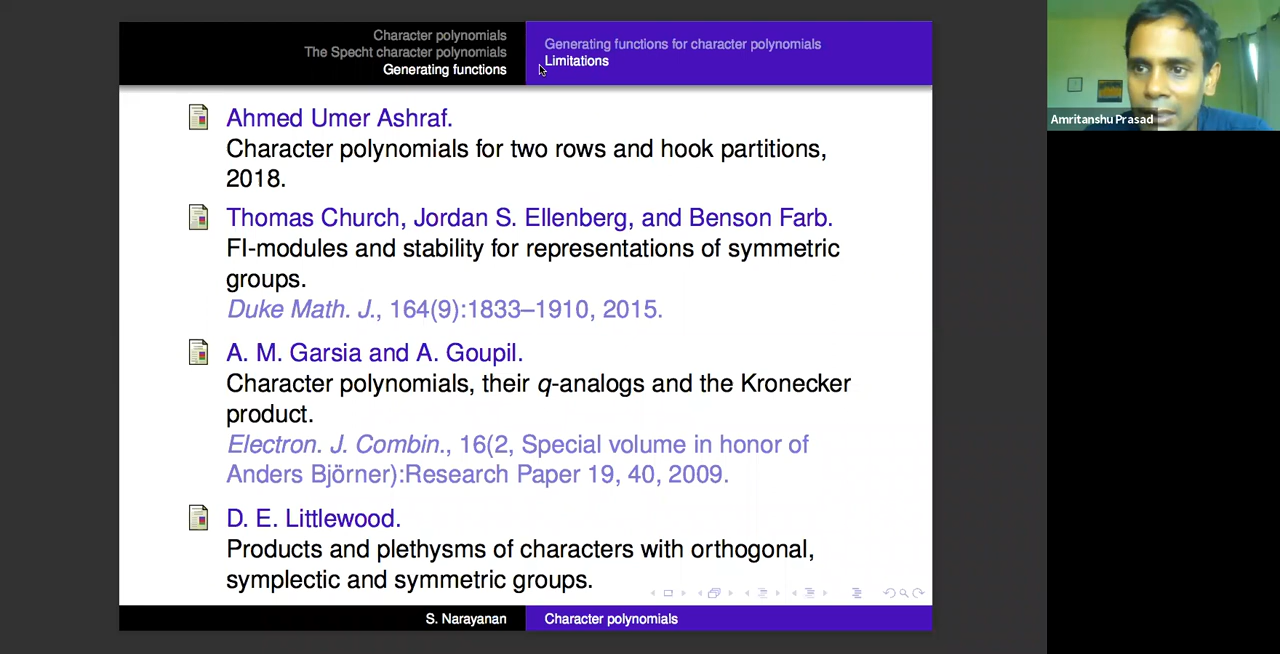 Character polynomials
The Specht character polynomials
Generating functions
Generating functions for character polynomials
Limitations
Ahmed Umer Ashraf.
Character polynomials for two rows and hook partitions,
2018.
Thomas Church, Jordan S. Ellenberg, and Benson Farb.
FI-modules and stability for representations of symmetric
groups.
Duke Math. J., 164(9):1833–1910, 2015.
A. M. Garsia and A. Goupil.
Character polynomials, their q-analogs and the Kronecker
product.
Electron. J. Combin., 16(2, Special volume in honor of
Anders Björner):Research Paper 19, 40, 2009.
D. E. Littlewood.
Products and plethysms of characters with orthogonal,
symplectic and symmetric groups.
S. Narayanan
Character polynomials
Amritanshu Prasad